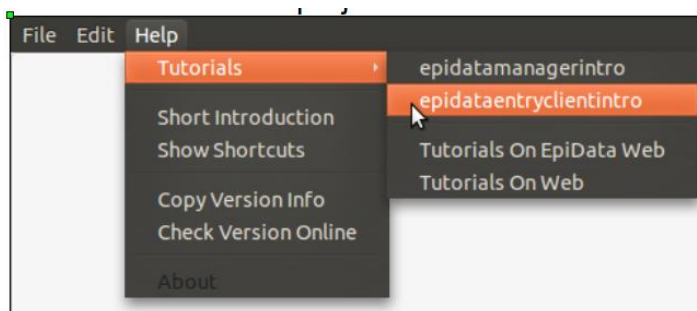 File Edit Help
Tutorials
epidatamanagerintro
epidataentryclientintro
Short Introduction
Show Shortcuts
Tutorials On EpiData Web
Tutorials On Web
Copy Version Info
Check Version Online
About